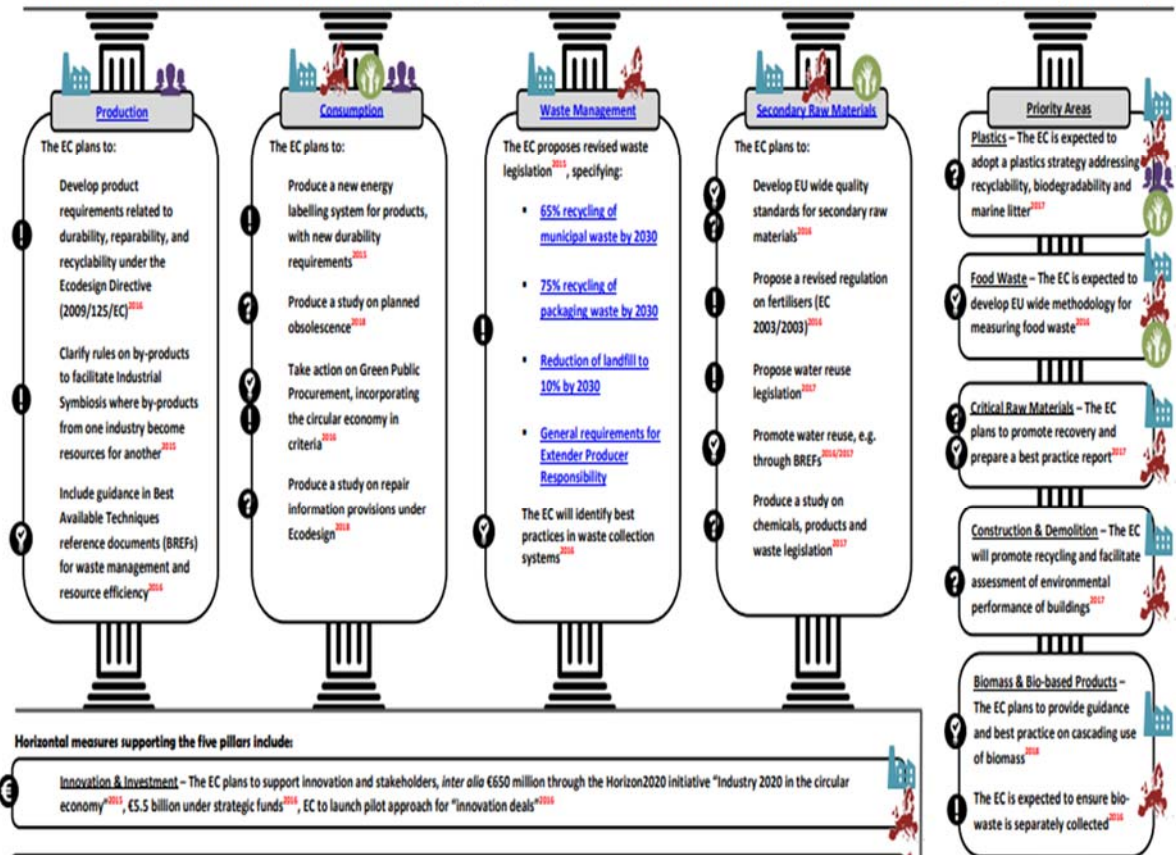 Production
The EC plans to:
Develop product
requirements related to
durability, reparability, and
recyclability under the
Ecodesign Directive
(2009/125/EC)2016
Clarify rules on by-products
to facilitate Industrial
Symbiosis where by-products
from one industry become
resources for another2015
Include guidance in Best
Available Techniques
reference documents (BREFs)
for waste management and
resource efficiency2016
Consumption
The EC plans to:
Produce a new energy
labelling system for products,
with new durability
requirements2015
Produce a study on planned
obsolescence2018
Take action on Green Public
Procurement, incorporating
the circular economy in
criteria2016
Produce a study on repair
information provisions under
Ecodesign2018
Waste Management
The EC proposes revised waste
legislation2015, specifying:
▪ 65% recycling of
municipal waste by 2030
▪ 75% recycling of
packaging waste by 2030
▪ Reduction of landfill to
10% by 2030
▪ General requirements for
Extender Producer
Responsibility
The EC will identify best
practices in waste collection
systems2016
Secondary Raw Materials
The EC plans to:
Develop EU wide quality
standards for secondary raw
materials2016
Propose a revised regulation
on fertilisers (EC
2003/2003)2016
Propose water reuse
legislation2017
Promote water reuse, e.g.
through BREFs2016/2017
Produce a study on
chemicals, products and
waste legislation2017
Priority Areas
Plastics – The EC is expected to
adopt a plastics strategy addressing
recyclability, biodegradability and
marine litter2017
Food Waste – The EC is expected to
develop EU wide methodology for
measuring food waste2016
Critical Raw Materials – The EC
plans to promote recovery and
prepare a best practice report2017
Construction & Demolition – The EC
will promote recycling and facilitate
assessment of environmental
performance of buildings2017
Biomass & Bio-based Products –
The EC plans to provide guidance
and best practice on cascading use
of biomass2018
The EC is expected to ensure bio-
waste is separately collected2016
Horizontal measures supporting the five pillars include:
€
Innovation & Investment – The EC plans to support innovation and stakeholders, inter alia €650 million through the Horizon2020 initiative "Industry 2020 in the circular
economy"2015, €5.5 billion under strategic funds2016, EC to launch pilot approach for "innovation deals"2016